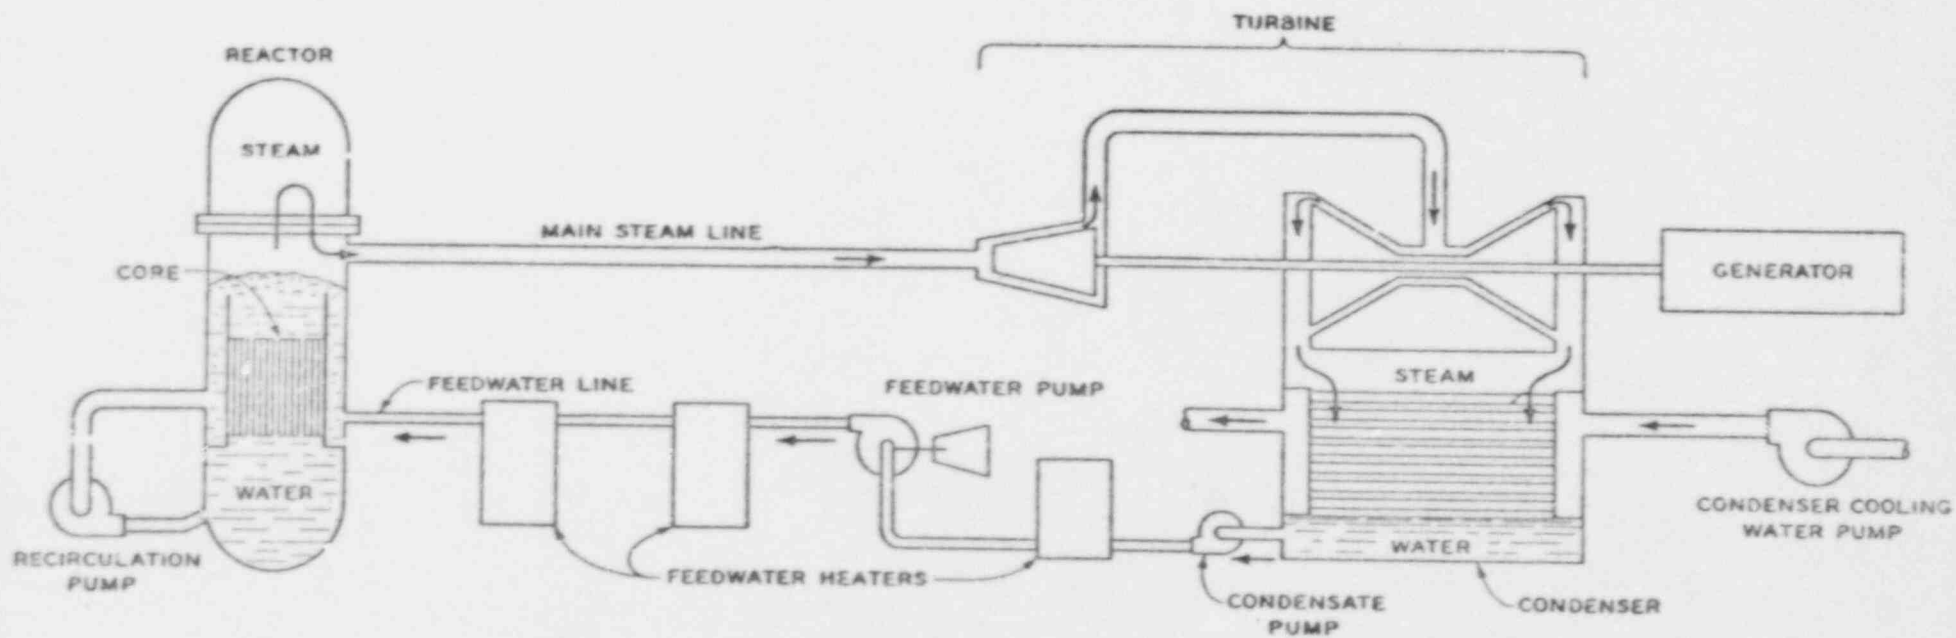 TURBINE
REACTOR
STEAM
MAIN STEAM LINE
CORE
GENERATOR
FEEDWATER LINE
FEEDWATER PUMP
STEAM
WATER
CONDENSER COOLING
WATER PUMP
RECIRCULATION
PUMP
FEEDWATER HEATERS
WATER
CONDENSATE
PUMP
CONDENSER